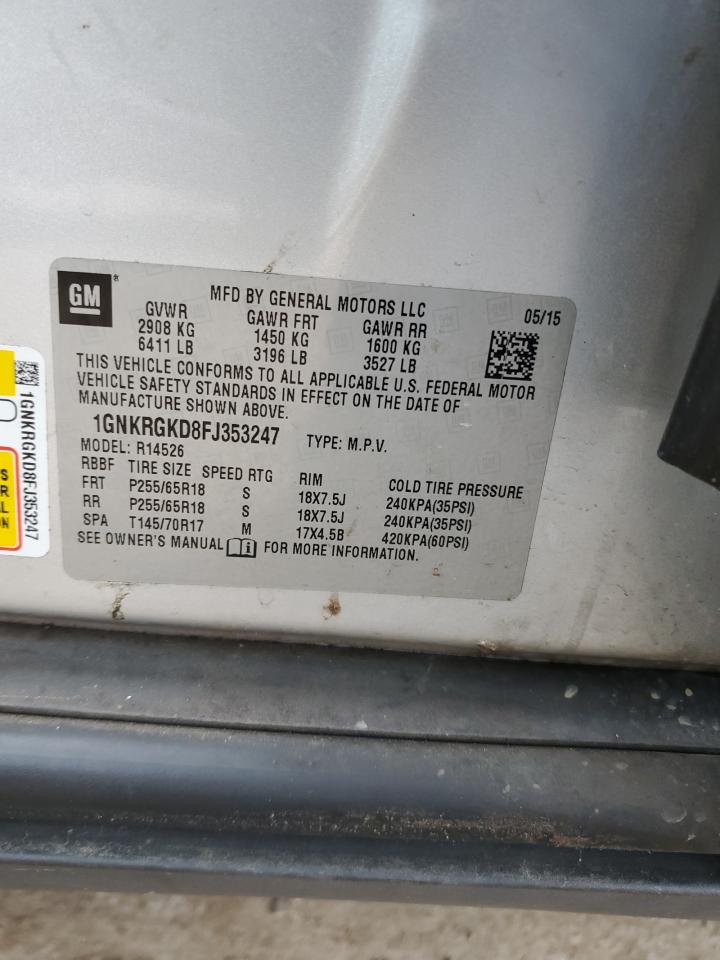 GM ®
MFD BY GENERAL MOTORS LLC 05/15
GVWR GAWR FRT GAWR RR
2908 KG 1450 KG 1600 KG
6411 LB 3196 LB 3527 LB
THIS VEHICLE CONFORMS TO ALL APPLICABLE U.S. FEDERAL MOTOR
VEHICLE SAFETY STANDARDS IN EFFECT ON THE DATE OF
MANUFACTURE SHOWN ABOVE.
1GNKRGKD8FJ353247 TYPE: M.P.V.
MODEL: R14526
RBBF TIRE SIZE SPEED RTG RIM COLD TIRE PRESSURE
FRT P255/65R18 S 18X7.5J 240KPA(35PSI)
RR P255/65R18 S 18X7.5J 240KPA(35PSI)
SPA T145/70R17 M 17X4.5B 420KPA(60PSI)
SEE OWNER'S MANUAL i FOR MORE INFORMATION.
1GNKRGKD8FJ353247